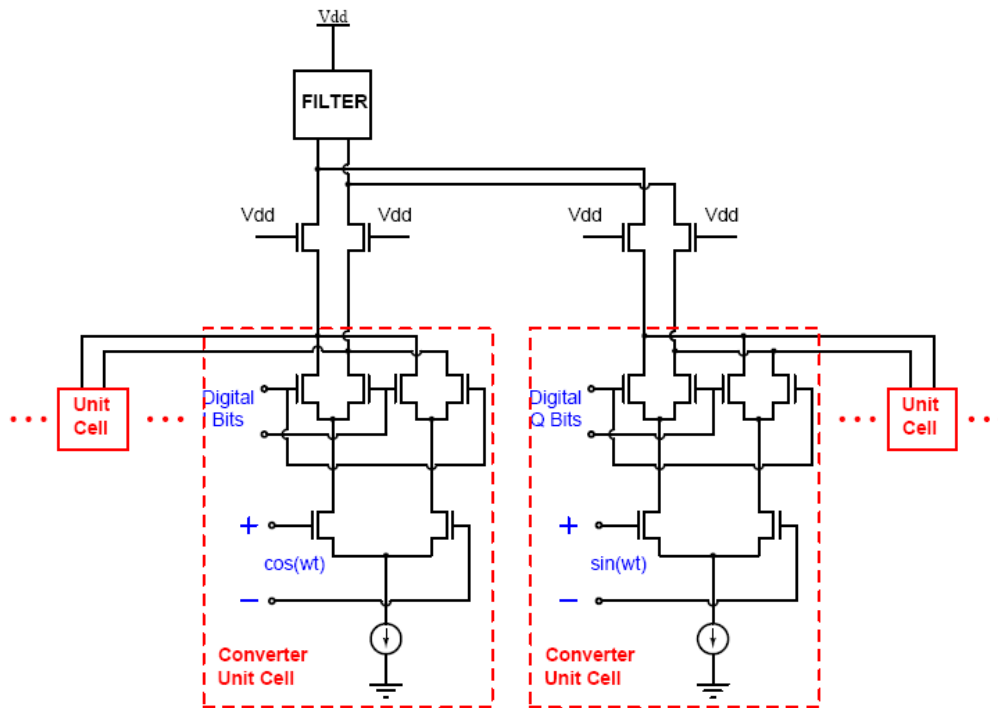 Vdd
FILTER
Vdd
Vdd
Vdd
Vdd
Unit
Cell
Digital
I Bits
Digital
Q Bits
Unit
Cell
+
cos(wt)
−
+
sin(wt)
−
Converter
Unit Cell
Converter
Unit Cell